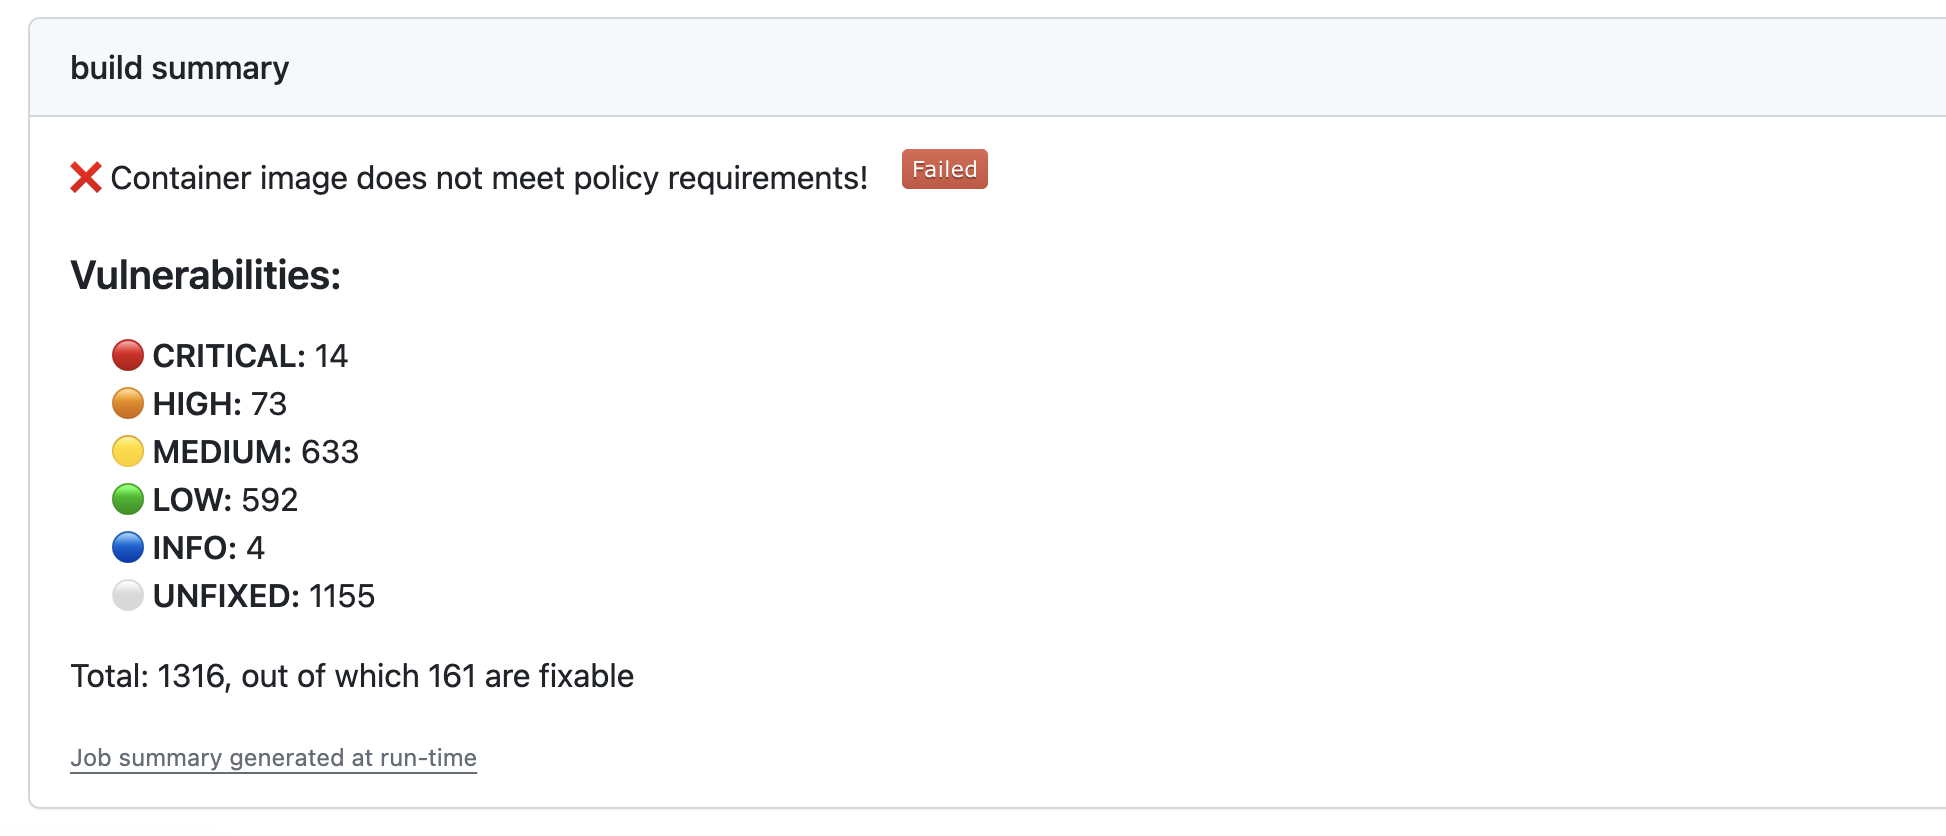 build summary
❌ Container image does not meet policy requirements! Failed
Vulnerabilities:
🔴 CRITICAL: 14
🟠 HIGH: 73
🟡 MEDIUM: 633
🟢 LOW: 592
🔵 INFO: 4
⚪ UNFIXED: 1155
Total: 1316, out of which 161 are fixable
Job summary generated at run-time